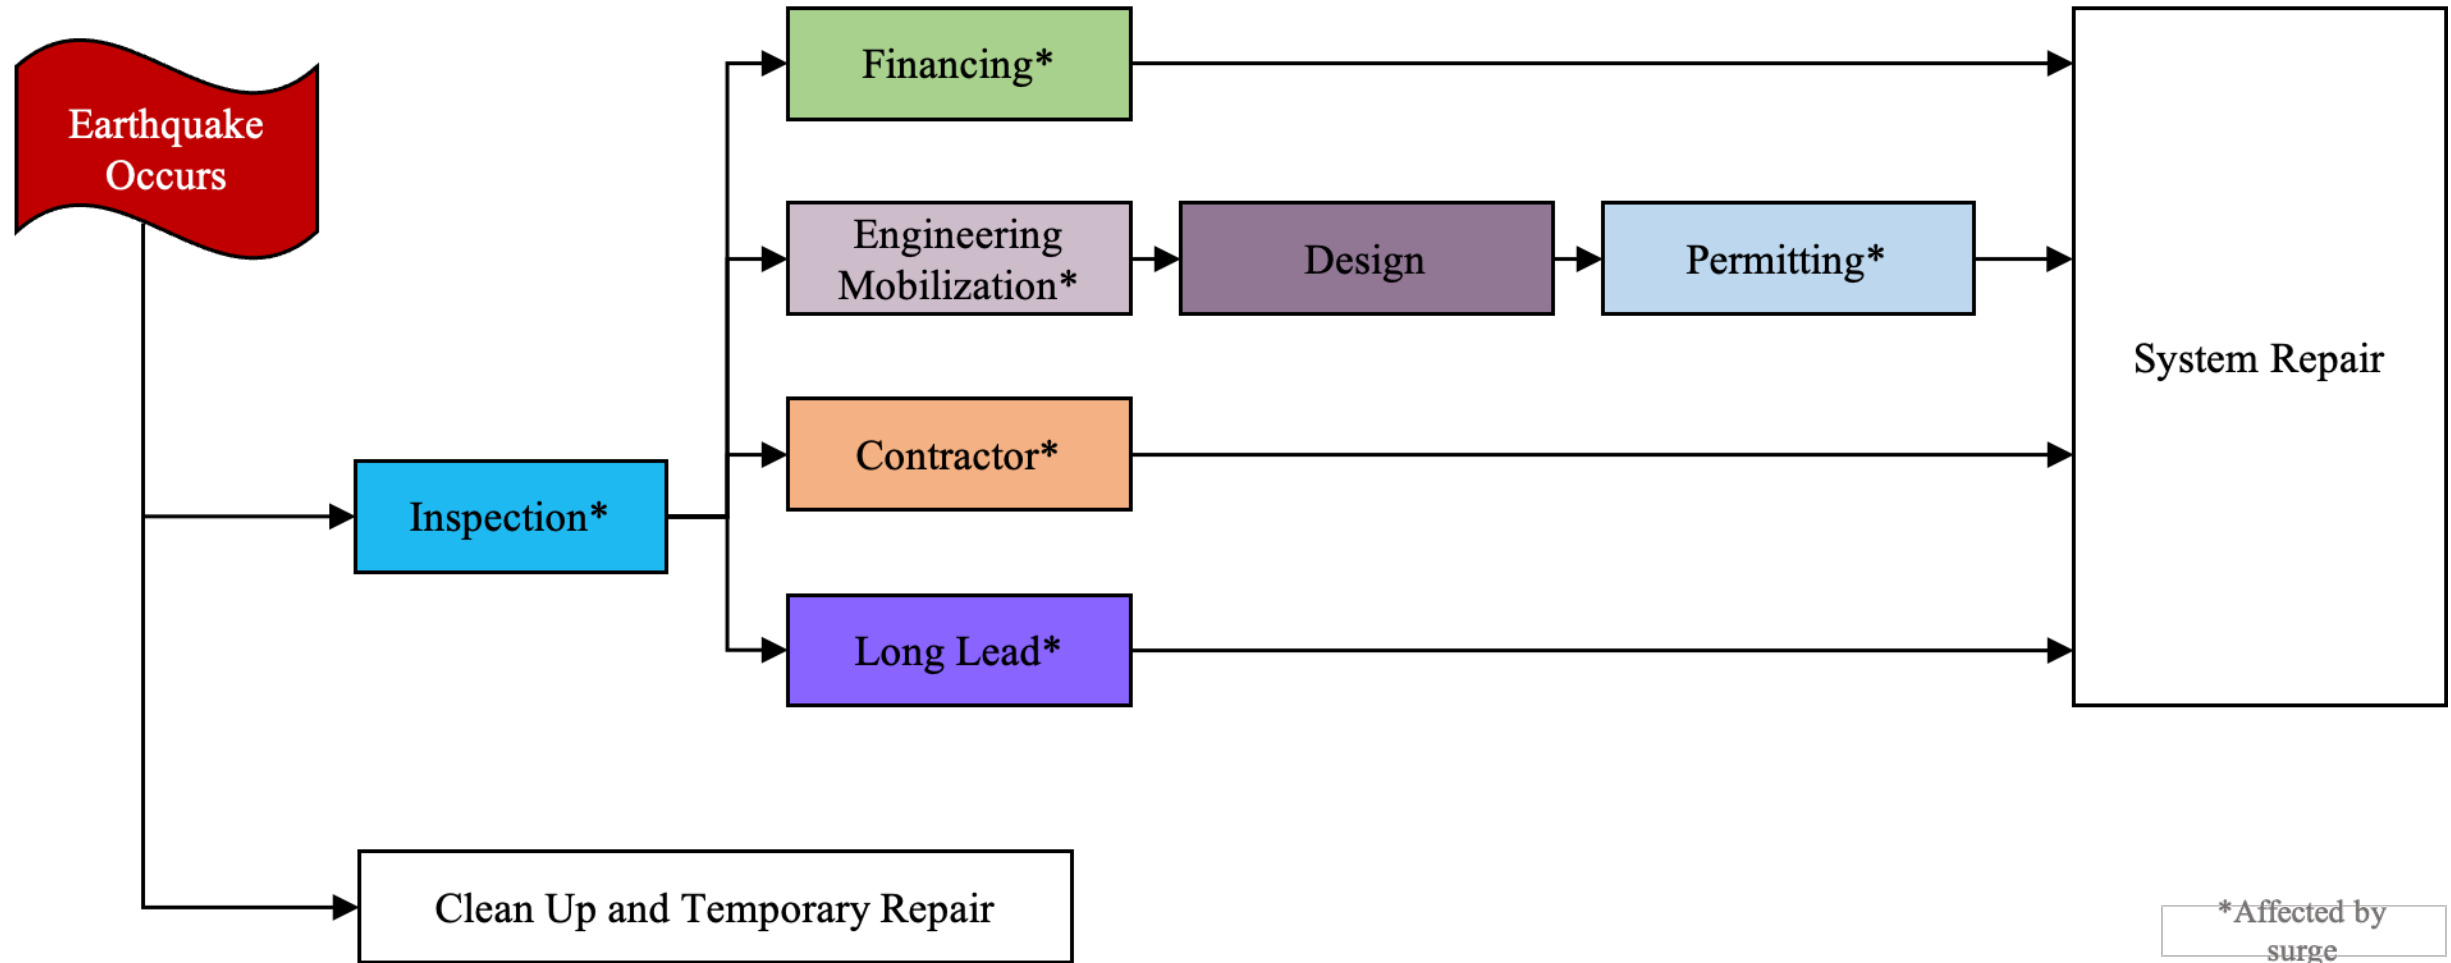 Earthquake
Occurs
Financing*
Engineering
Mobilization*
Design
Permitting*
System Repair
Contractor*
Inspection*
Long Lead*
Clean Up and Temporary Repair
*Affected by
surge